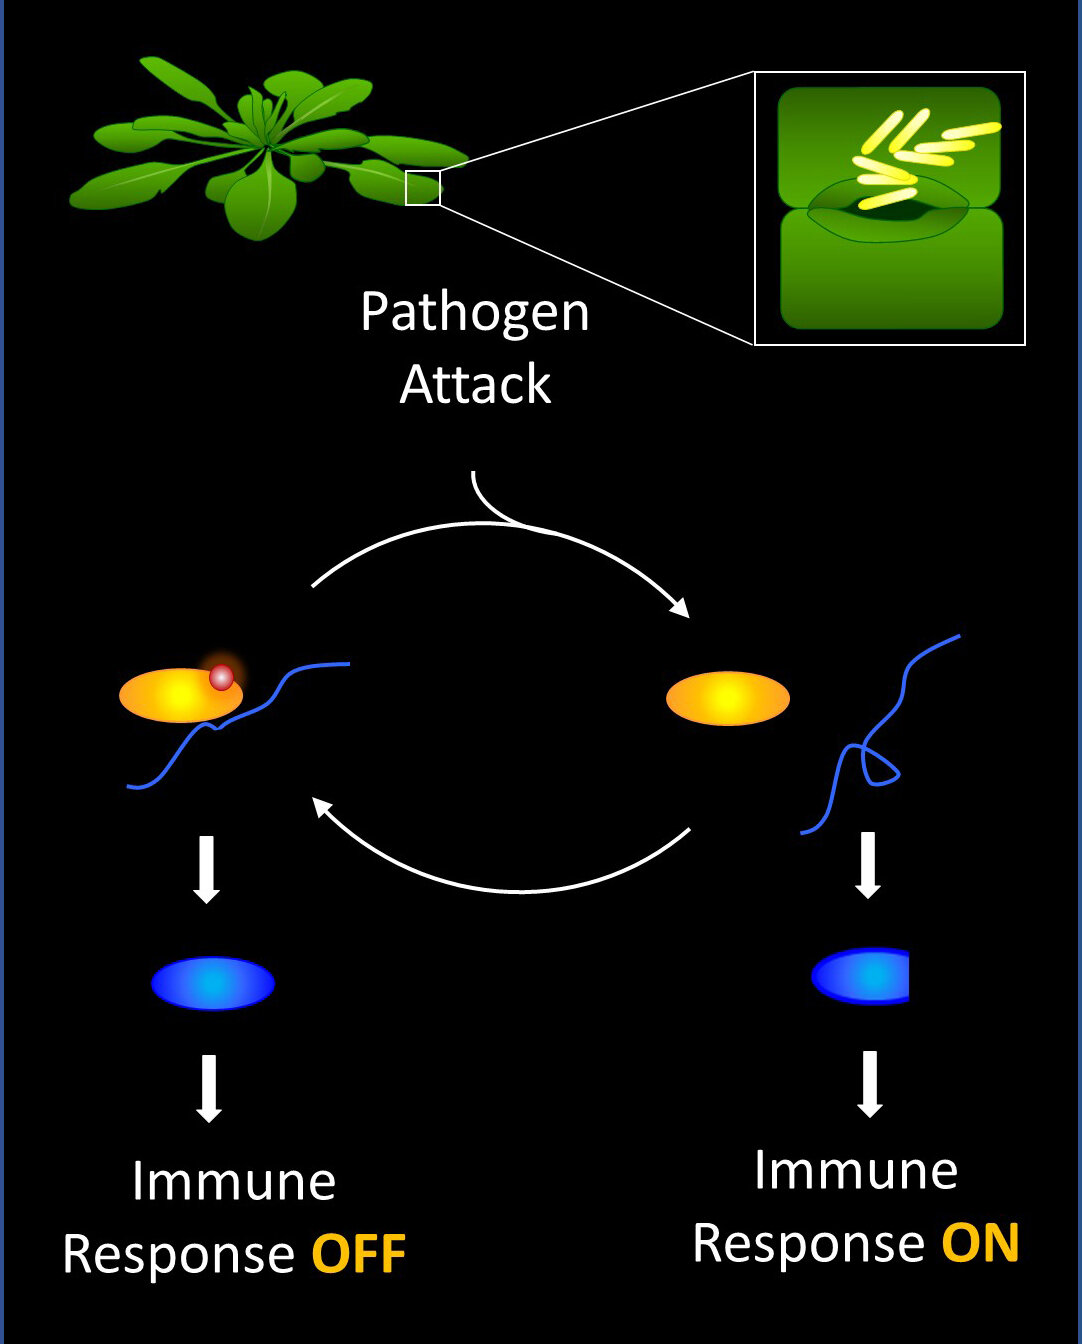 Pathogen
Attack
Immune
Response OFF
Immune
Response ON